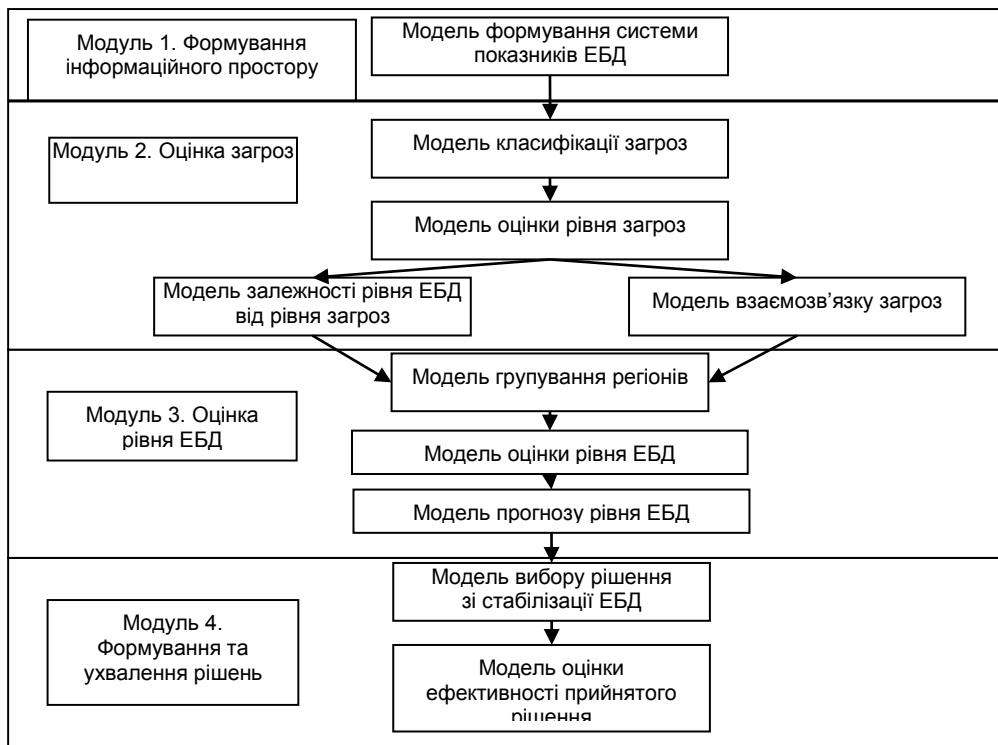 Модуль 1. Формування
інформаційного простору
Модель формування системи
показників ЕБД
Модуль 2. Оцінка загроз
Модель класифікації загроз
Модель оцінки рівня загроз
Модель залежності рівня ЕБД
від рівня загроз
Модель взаємозв’язку загроз
Модуль 3. Оцінка
рівня ЕБД
Модель групування регіонів
Модель оцінки рівня ЕБД
Модель прогнозу рівня ЕБД
Модуль 4.
Формування та
ухвалення рішень
Модель вибору рішення
зі стабілізації ЕБД
Модель оцінки
ефективності прийнятого
рішення